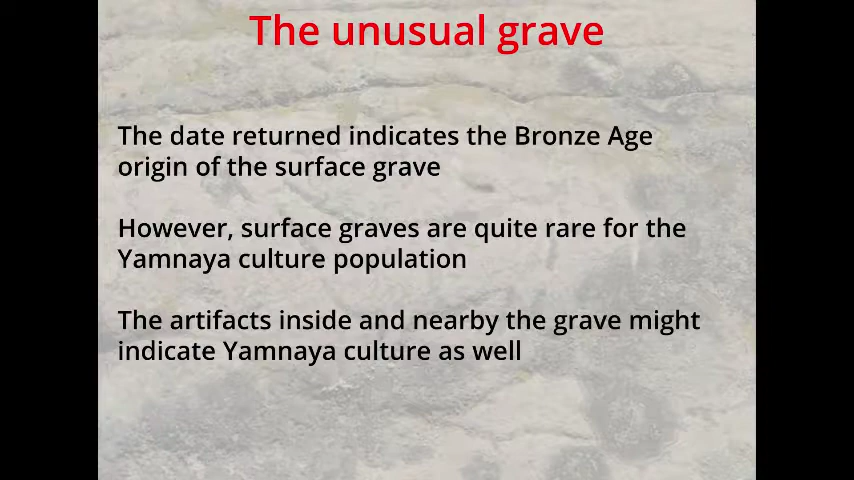 The unusual grave
The date returned indicates the Bronze Age
origin of the surface grave
However, surface graves are quite rare for the
Yamnaya culture population
The artifacts inside and nearby the grave might
indicate Yamnaya culture as well